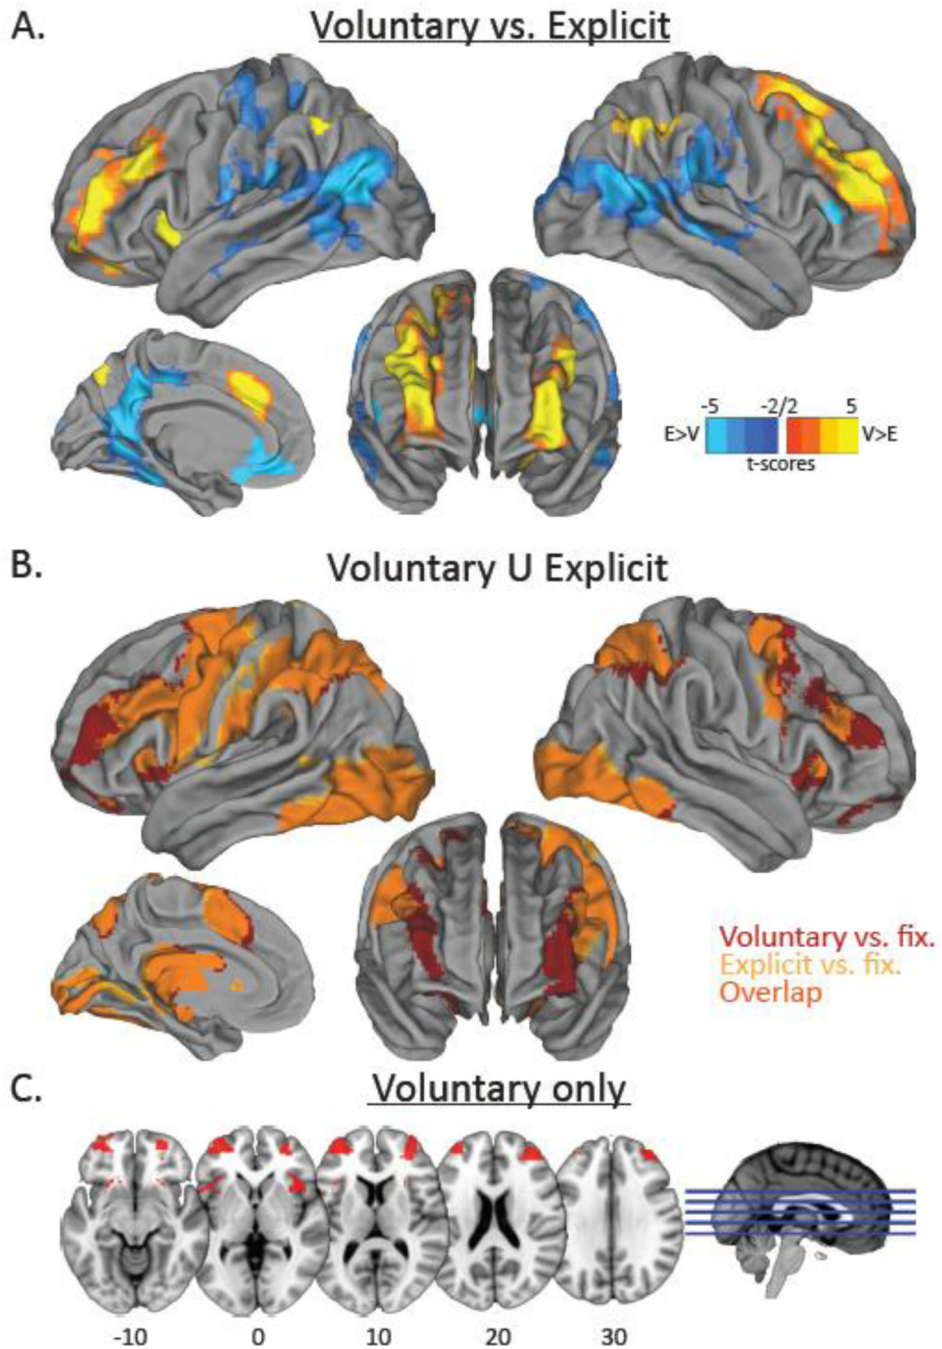 A.
Voluntary vs. Explicit
-5 -2/2 5
E>V V>E
t-scores
B.
Voluntary U Explicit
Voluntary vs. fix.
Explicit vs. fix.
Overlap
C.
Voluntary only
-10 0 10 20 30